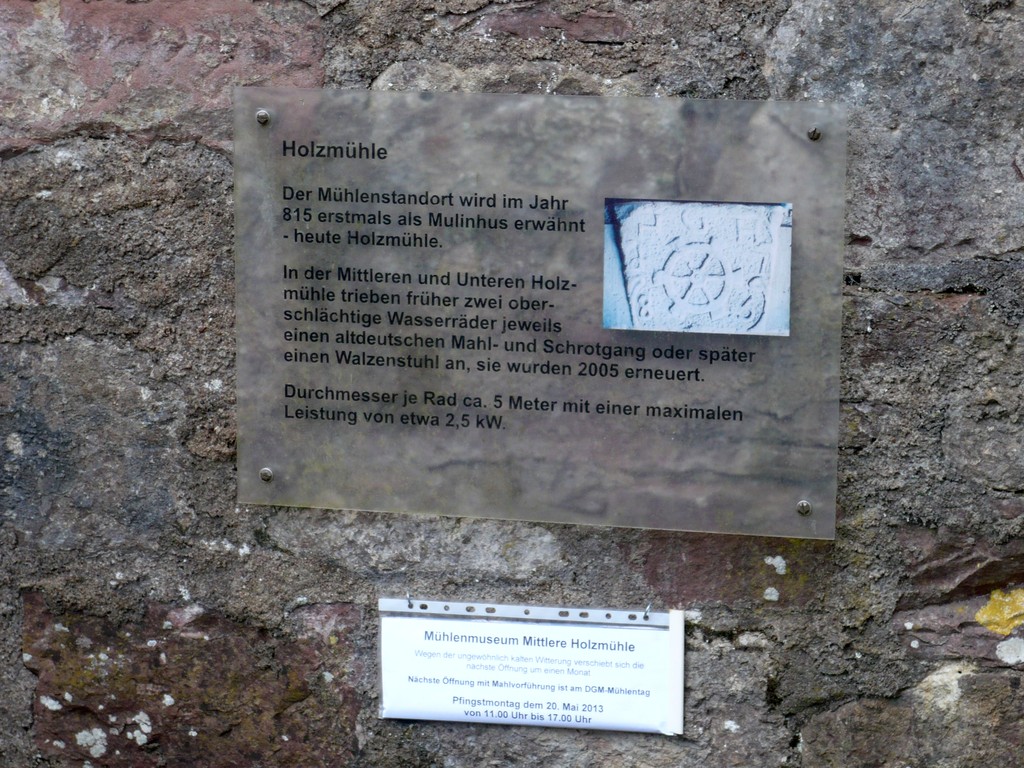 Holzmühle
Der Mühlenstandort wird im Jahr
815 erstmals als Mulinhus erwähnt
- heute Holzmühle.
In der Mittleren und Unteren Holz-
mühle trieben früher zwei ober-
schlächtige Wasserräder jeweils
einen altdeutschen Mahl- und Schrotgang oder später
einen Walzenstuhl an, sie wurden 2005 erneuert.
Durchmesser je Rad ca. 5 Meter mit einer maximalen
Leistung von etwa 2,5 kW.
Mühlenmuseum Mittlere Holzmühle
Wegen der ungewöhnlich kalten Witterung verschiebt sich die
nächste Öffnung um einen Monat
Nächste Öffnung mit Mahlvorführung ist am DGM-Mühlentag
Pfingstmontag dem 20. Mai 2013
von 11.00 Uhr bis 17.00 Uhr